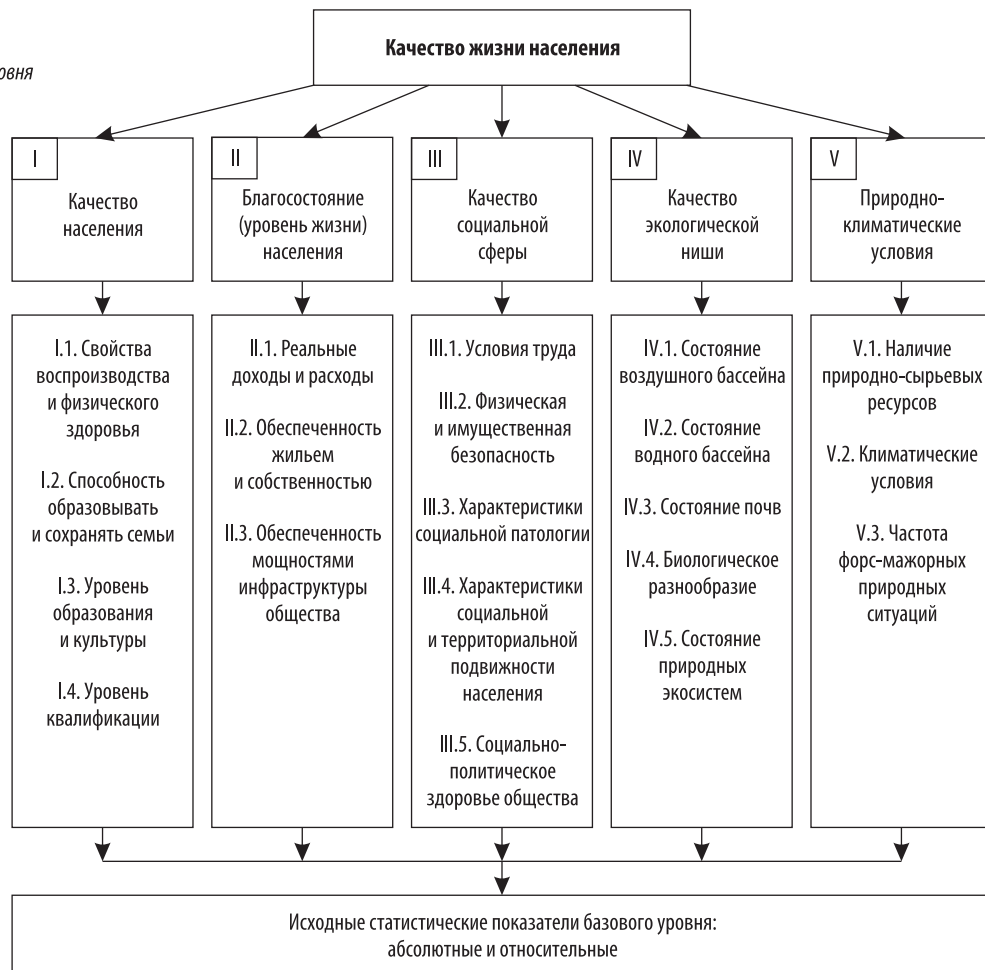 Качество жизни населения
овня
I
Качество
населения
II
Благосостояние
(уровень жизни)
населения
III
Качество
социальной
сферы
IV
Качество
экологической
ниши
V
Природно-
климатические
условия
I.1. Свойства
воспроизводства
и физического
здоровья
I.2. Способность
образовывать
и сохранять семьи
I.3. Уровень
образования
и культуры
I.4. Уровень
квалификации
II.1. Реальные
доходы и расходы
II.2. Обеспеченность
жильем
и собственностью
II.3. Обеспеченность
мощностями
инфраструктуры
общества
III.1. Условия труда
III.2. Физическая
и имущественная
безопасность
III.3. Характеристики
социальной патологии
III.4. Характеристики
социальной
и территориальной
подвижности
населения
III.5. Социально-
политическое
здоровье общества
IV.1. Состояние
воздушного бассейна
IV.2. Состояние
водного бассейна
IV.3. Состояние почв
IV.4. Биологическое
разнообразие
IV.5. Состояние
природных
экосистем
V.1. Наличие
природно-сырьевых
ресурсов
V.2. Климатические
условия
V.3. Частота
форс-мажорных
природных
ситуаций
Исходные статистические показатели базового уровня:
абсолютные и относительные